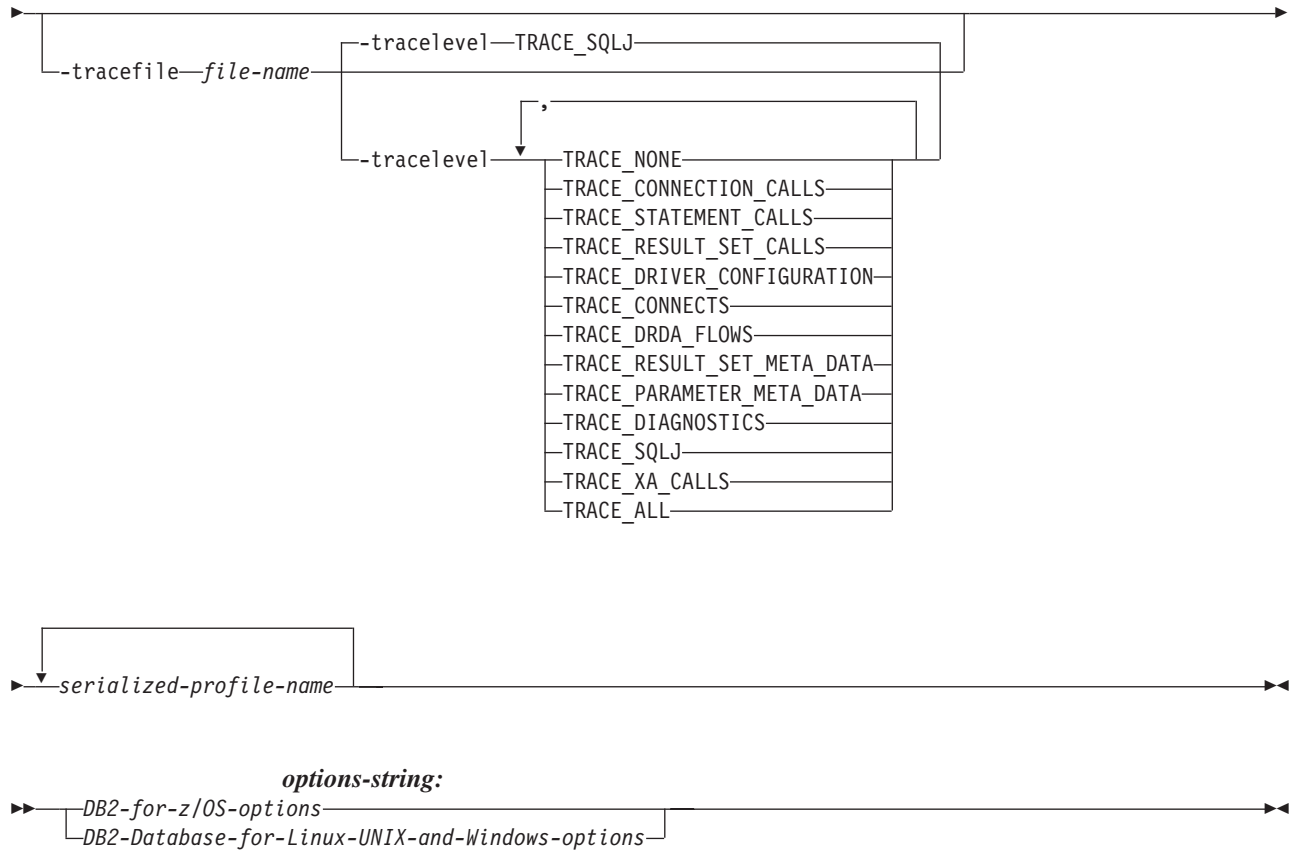 -tracelevel TRACE_SQLJ
-tracefile file-name
,
-tracelevel TRACE_NONE
TRACE_CONNECTION_CALLS
TRACE_STATEMENT_CALLS
TRACE_RESULT_SET_CALLS
TRACE_DRIVER_CONFIGURATION
TRACE_CONNECTS
TRACE_DRDA_FLOWS
TRACE_RESULT_SET_META_DATA
TRACE_PARAMETER_META_DATA
TRACE_DIAGNOSTICS
TRACE_SQLJ
TRACE_XA_CALLS
TRACE_ALL
serialized-profile-name
options-string:
DB2-for-z/OS-options
DB2-Database-for-Linux-UNIX-and-Windows-options